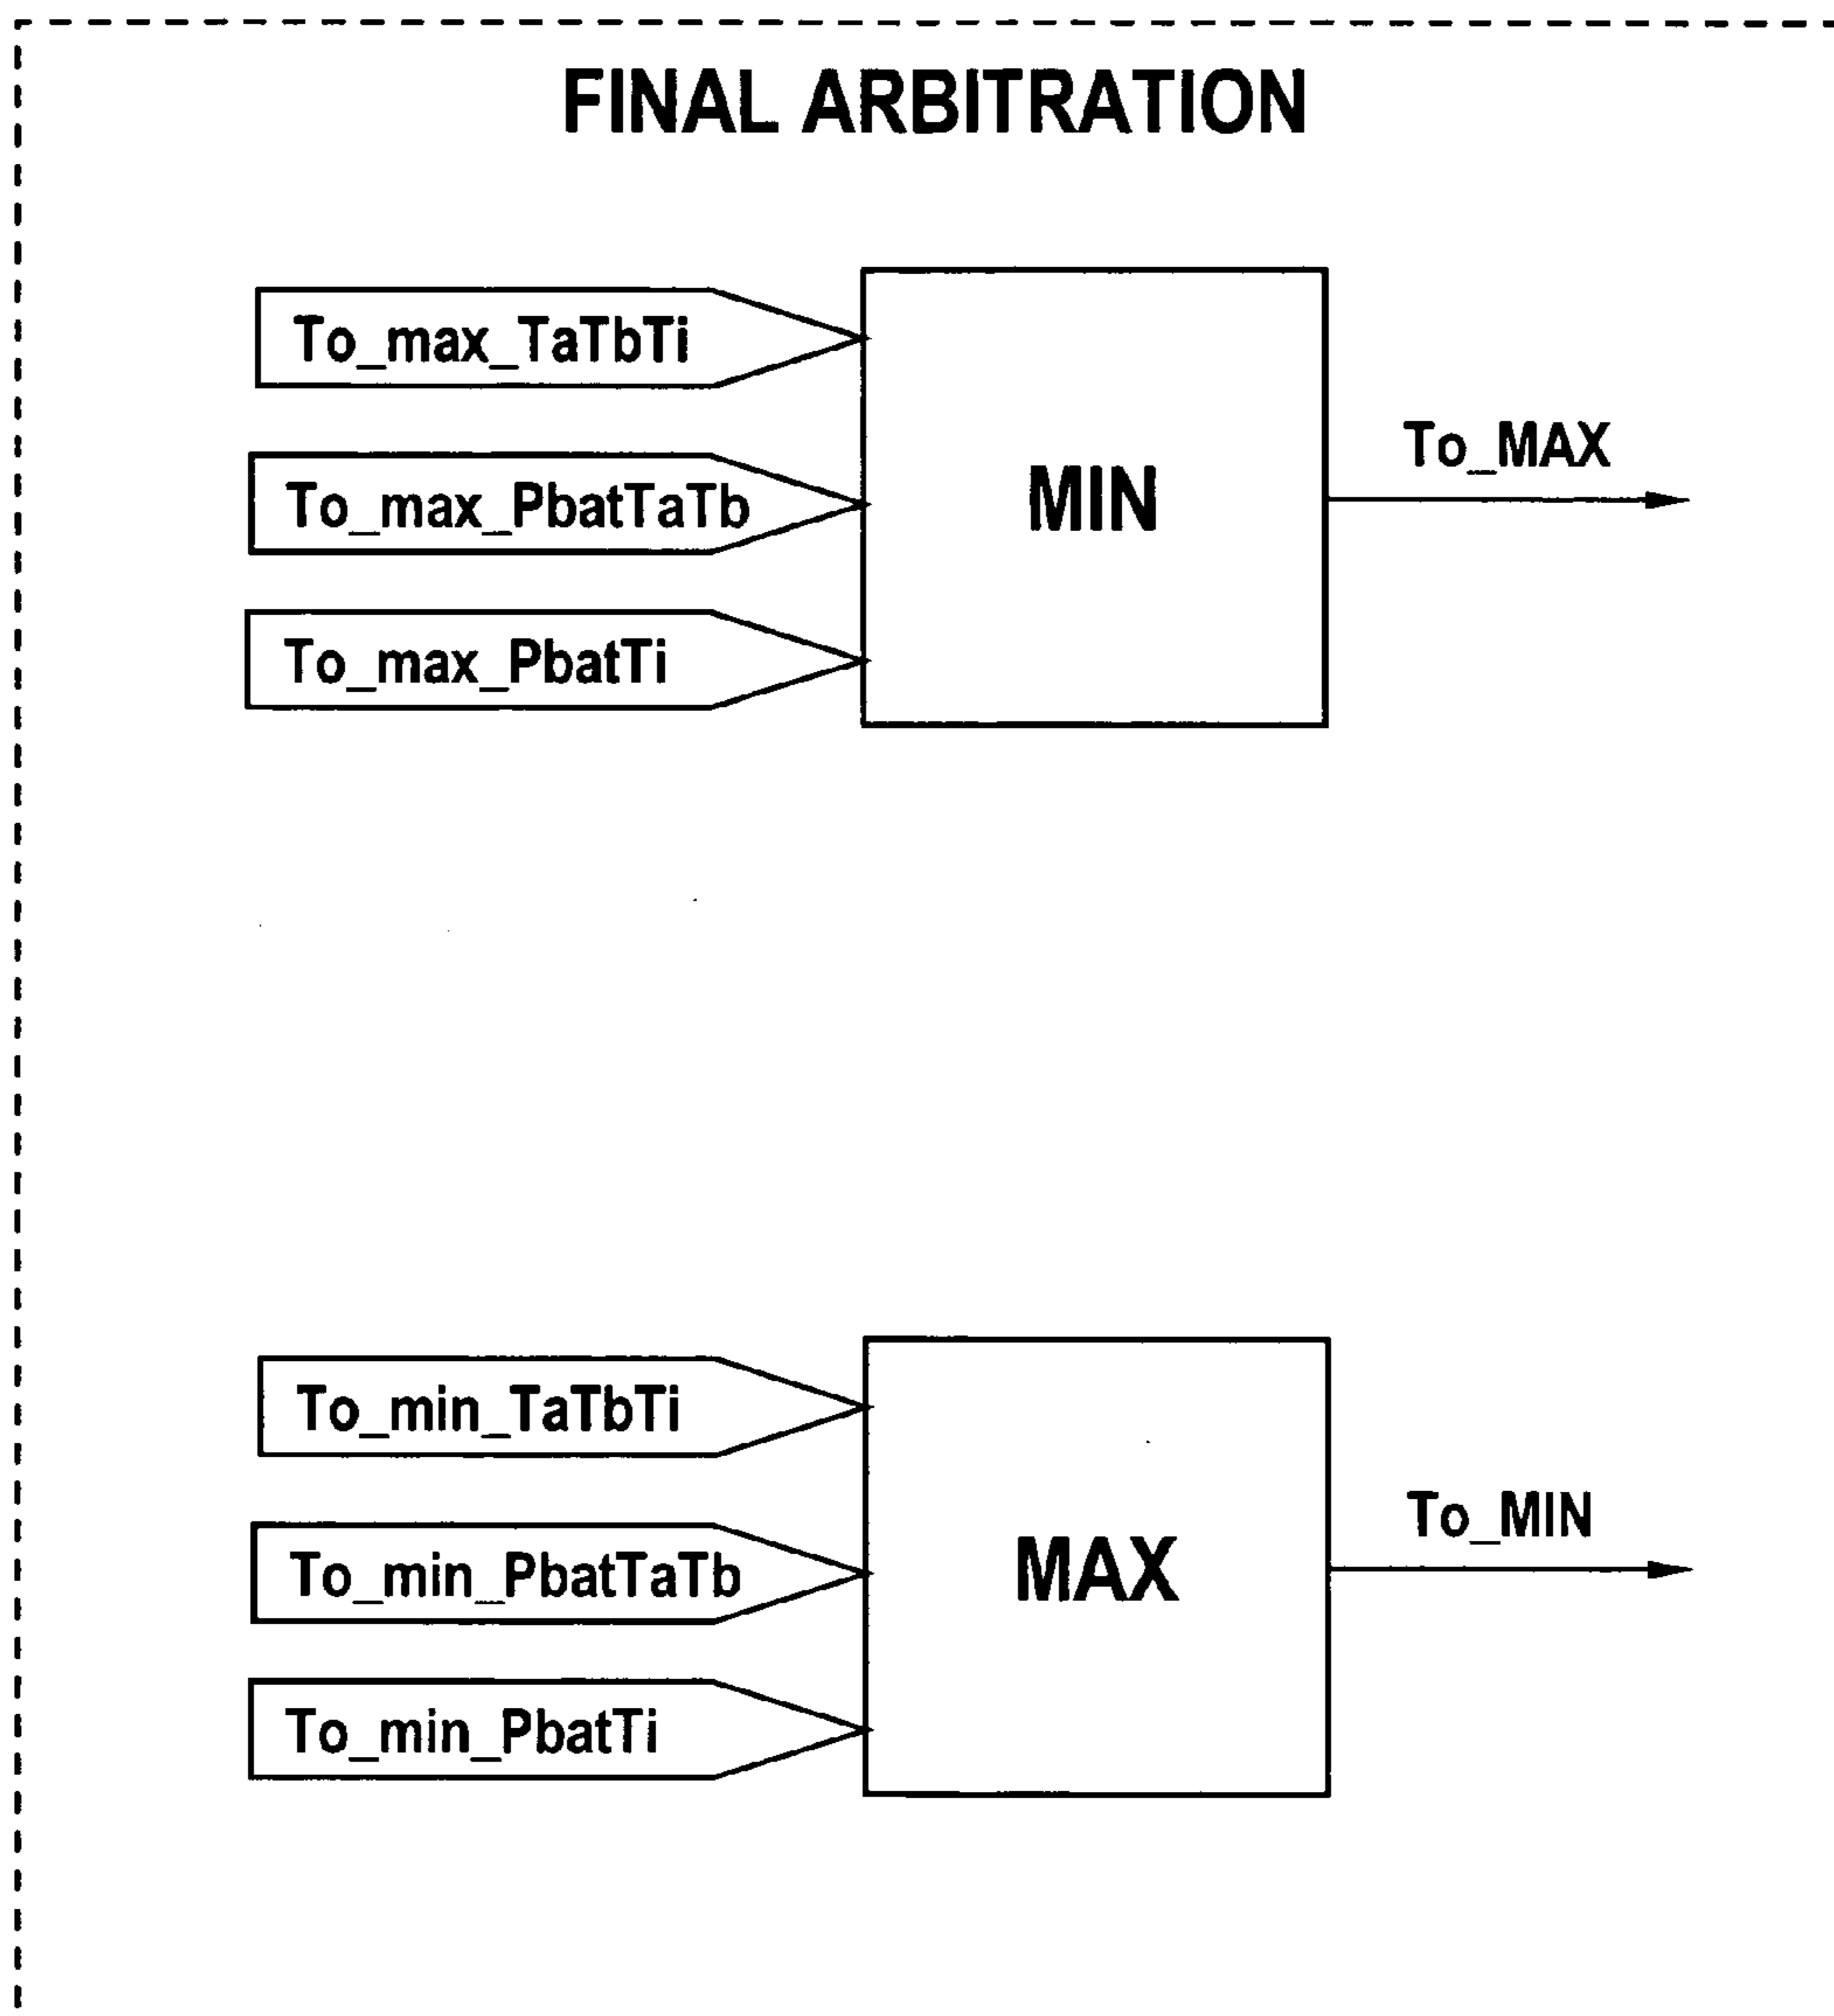 FINAL ARBITRATION
To_max_TaTbTi
To_max_PbatTaTb
To_max_PbatTi
MIN
To_MAX
To_min_TaTbTi
To_min_PbatTaTb
To_min_PbatTi
MAX
To_MIN